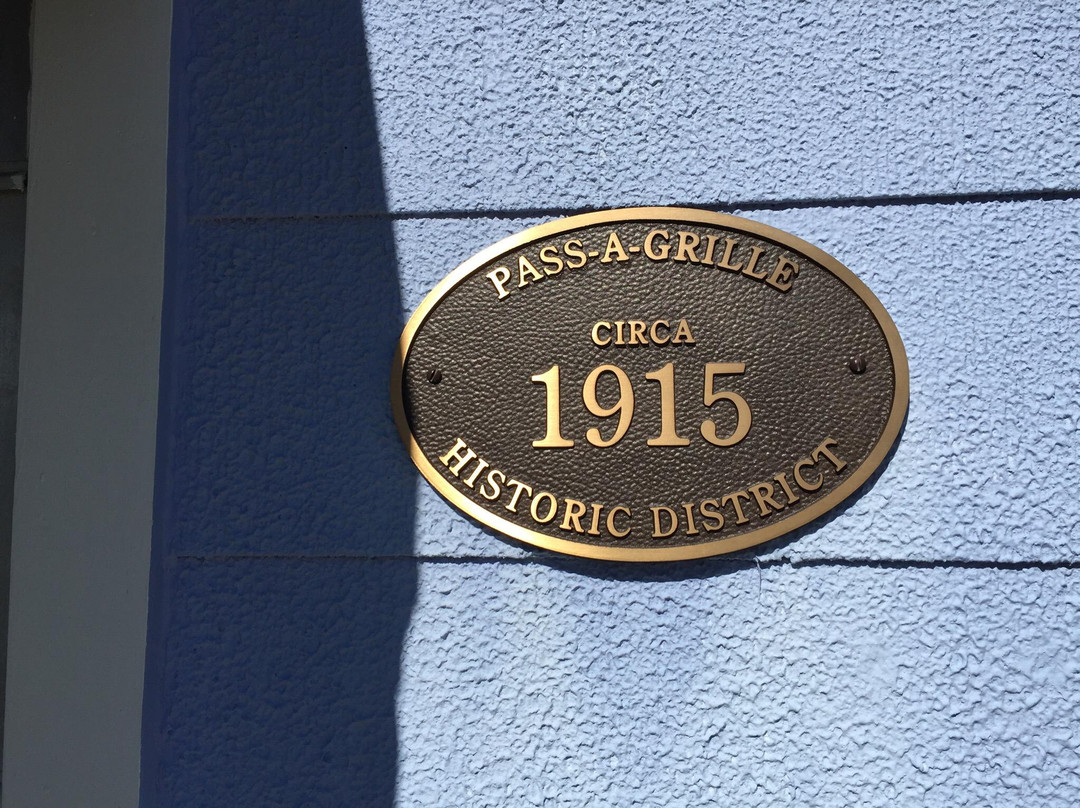 PASS-A-GRILLE
CIRCA
1915
HISTORIC DISTRICT